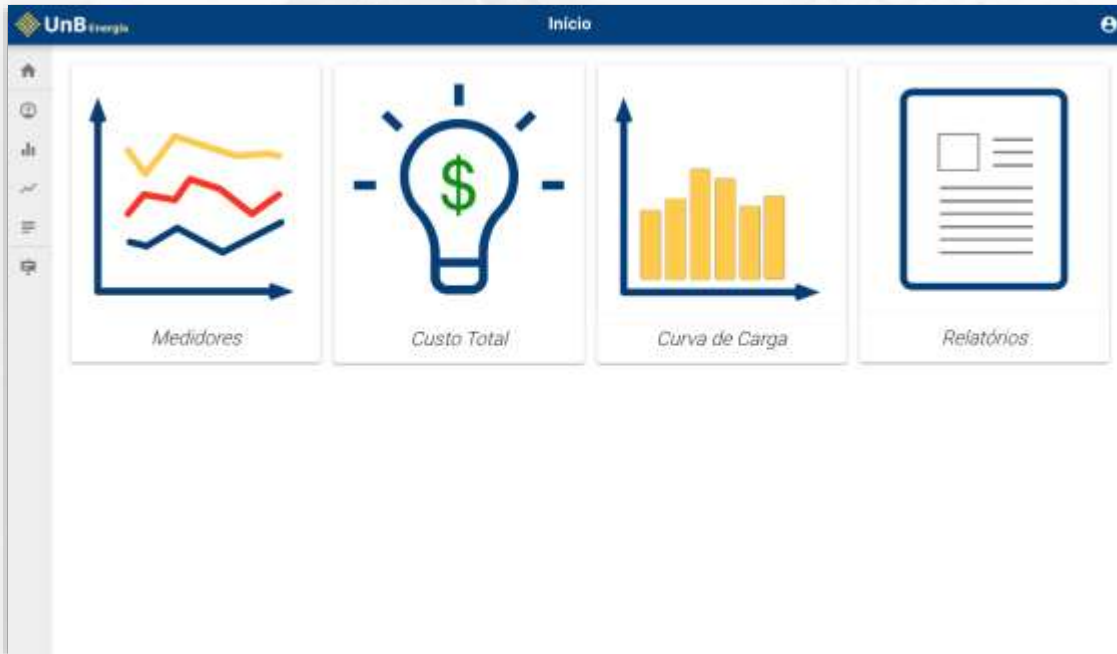 UnB Energia
Início
$
Medidores
Custo Total
Curva de Carga
Relatórios